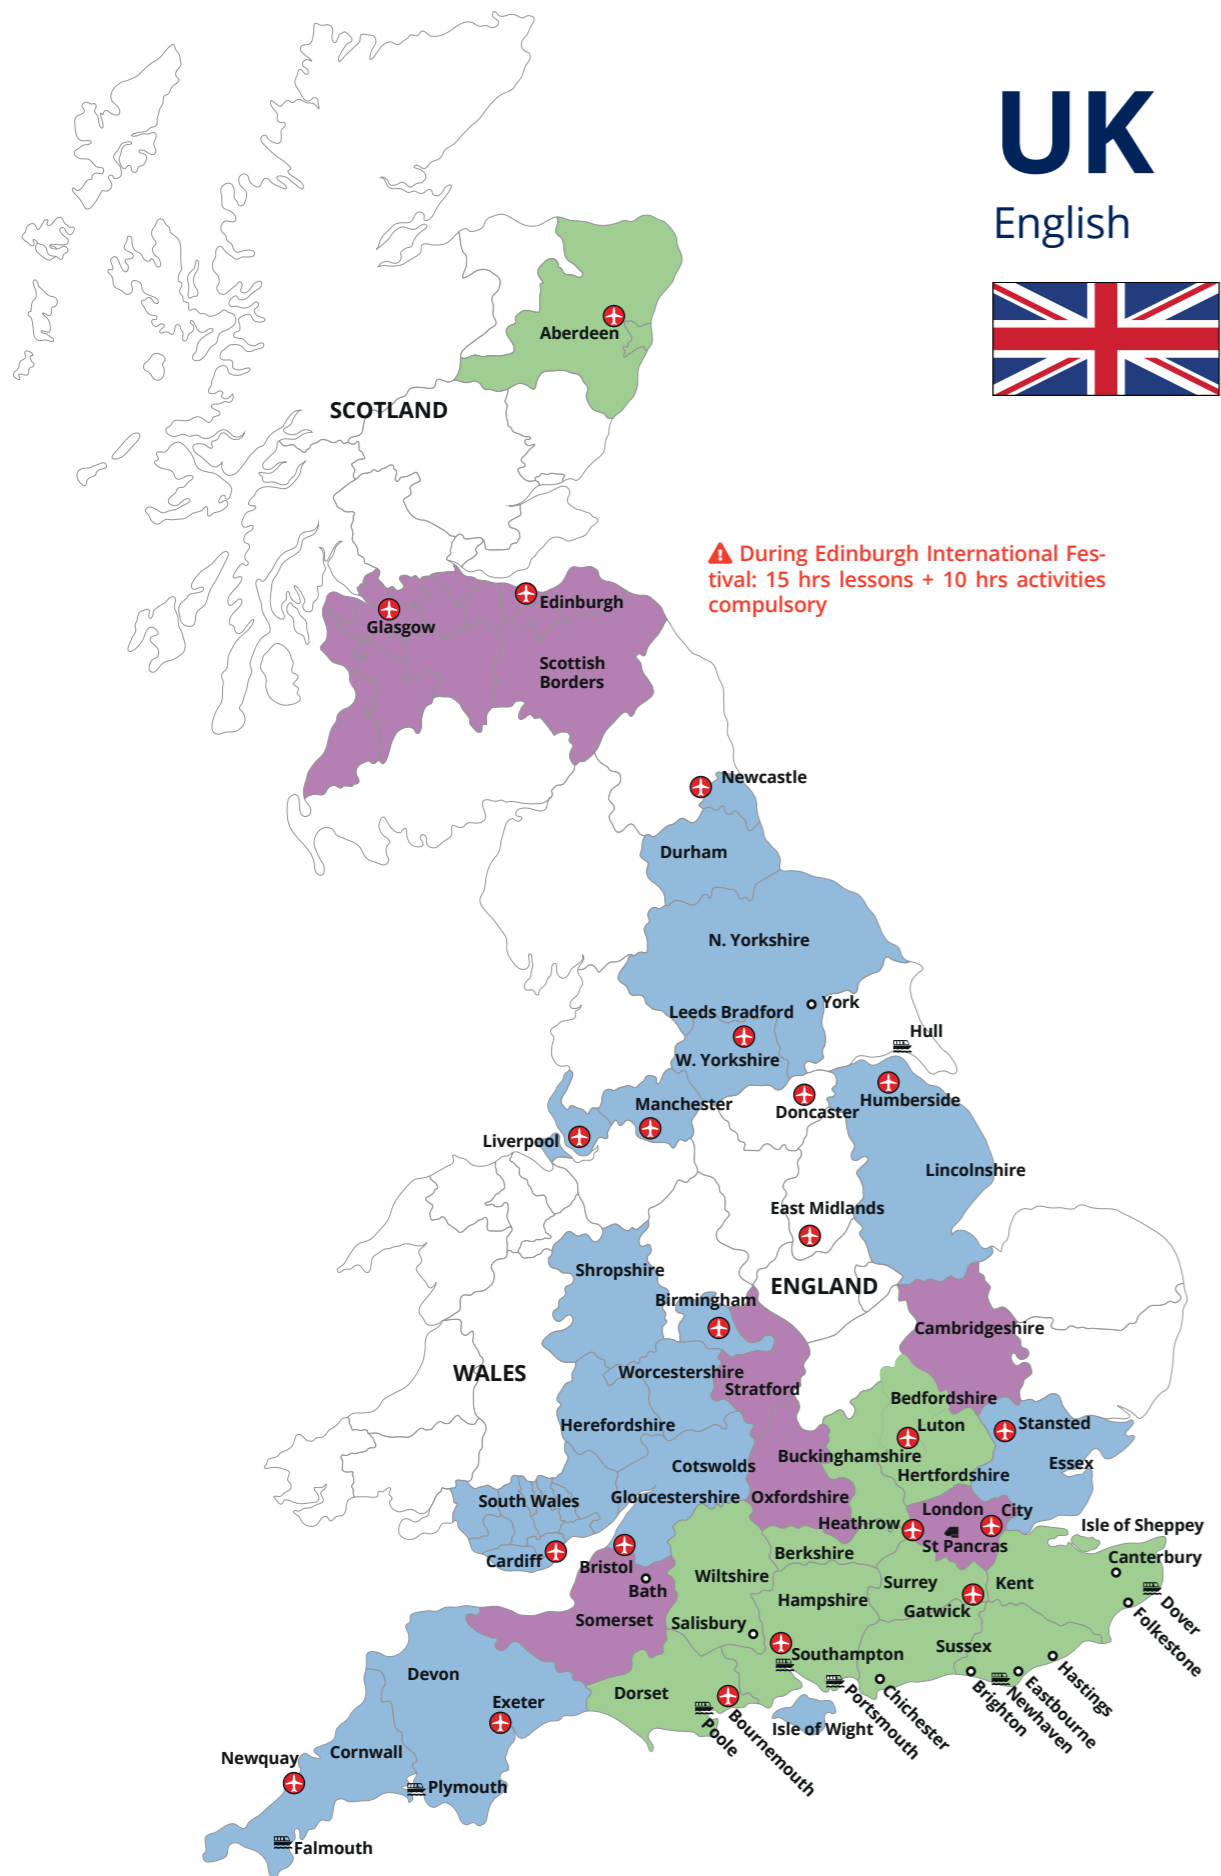 UK
English
Aberdeen
SCOTLAND
During Edinburgh International Fes-
tival: 15 hrs lessons + 10 hrs activities
compulsory
Edinburgh
Glasgow
Scottish
Borders
Newcastle
Durham
N. Yorkshire
York
Leeds Bradford
Hull
W. Yorkshire
Humberside
Manchester
Doncaster
Liverpool
Lincolnshire
East Midlands
Shropshire
ENGLAND
Birmingham
Cambridgeshire
WALES
Worcestershire
Stratford
Bedfordshire
Herefordshire
Luton
Stansted
Buckinghamshire
Cotswolds
Essex
Hertfordshire
South Wales
Gloucestershire
Oxfordshire
London
City
Heathrow
Isle of Sheppey
St Pancras
Berkshire
Canterbury
Cardiff
Bristol
Wiltshire
Surrey
Kent
Bath
Hampshire
Dover
Gatwick
Somerset
Salisbury
Folkestone
Sussex
Southampton
Devon
Hastings
Dorset
Eastbourne
Exeter
Portsmouth
Chichester
Brighton
Newhaven
Poole
Bournemouth
Isle of Wight
Cornwall
Newquay
Plymouth
Falmouth